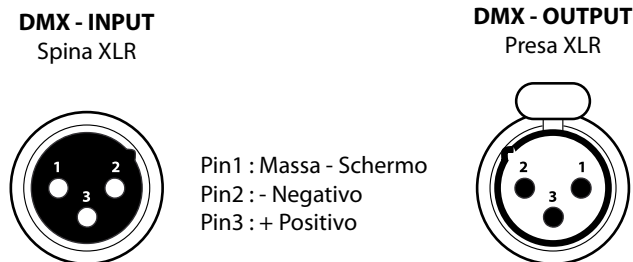 DMX - INPUT
Spina XLR
1 2
3
Pin1 : Massa - Schermo
Pin2 : - Negativo
Pin3 : + Positivo
DMX - OUTPUT
Presa XLR
2 1
3